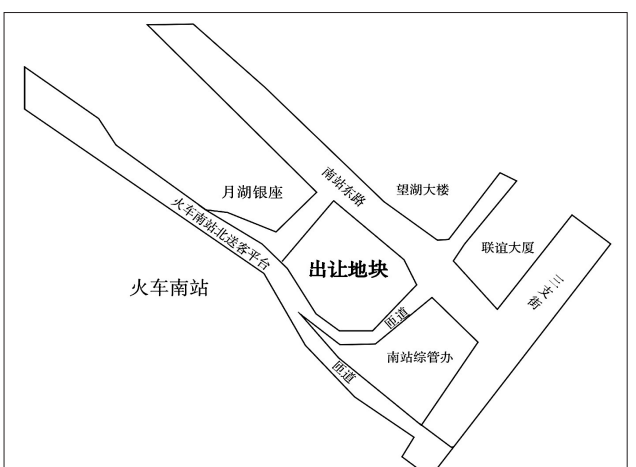 南站东路
月湖银座
望湖大楼
火车南站北送客平台
联谊大厦
出让地块
火车南站
三支街
匝道
南站综管办
匝道